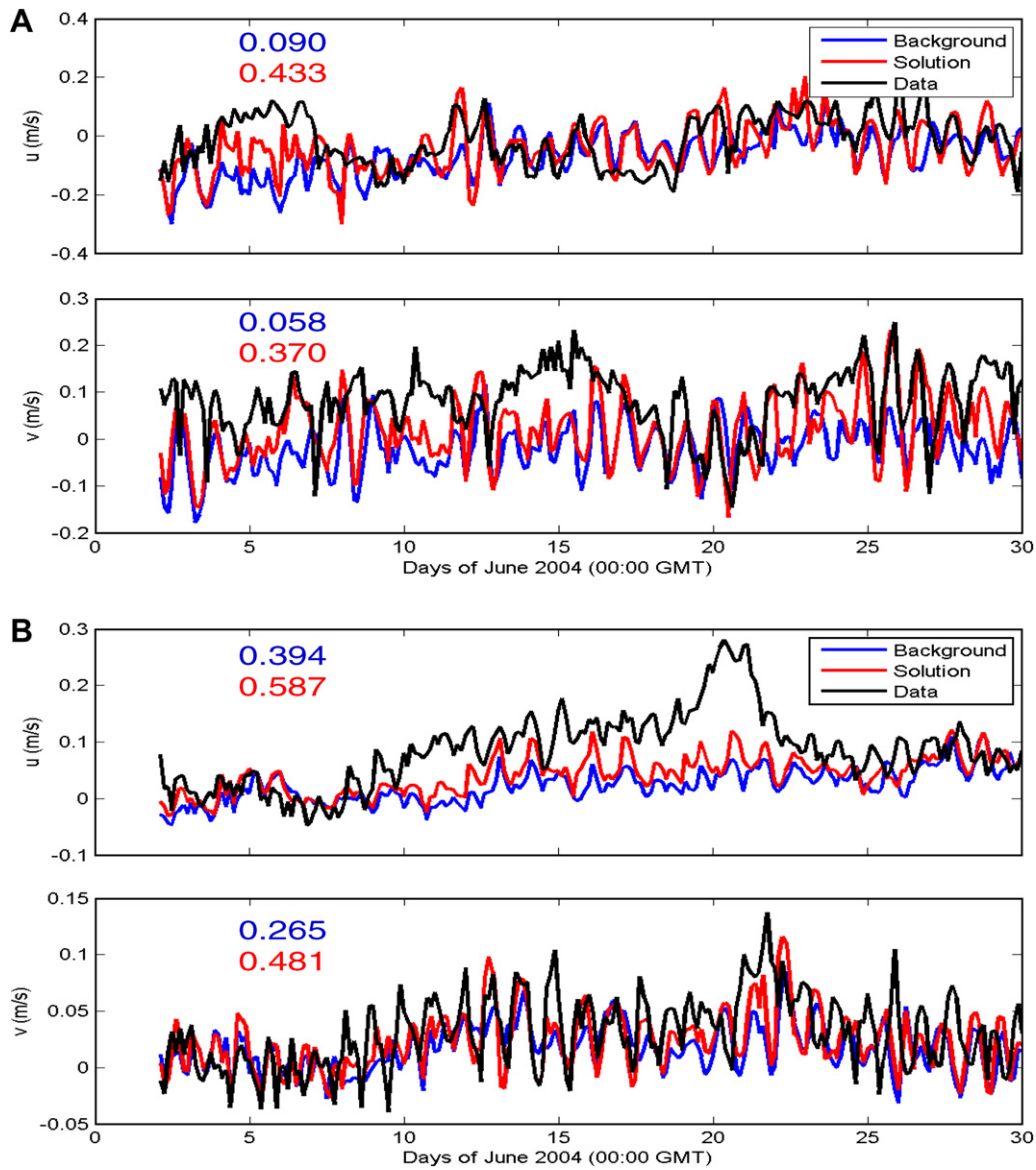 A
0.4
0.2
0
-0.2
-0.4
u (m/s)
0.090
0.433
Background
Solution
Data
0.3
0.2
0.1
0
-0.1
-0.2
v (m/s)
0.058
0.370
0 5 10 15 20 25 30
Days of June 2004 (00:00 GMT)
B
0.3
0.2
0.1
0
-0.1
u (m/s)
0.394
0.587
Background
Solution
Data
0.15
0.1
0.05
0
-0.05
v (m/s)
0.265
0.481
0 5 10 15 20 25 30
Days of June 2004 (00:00 GMT)